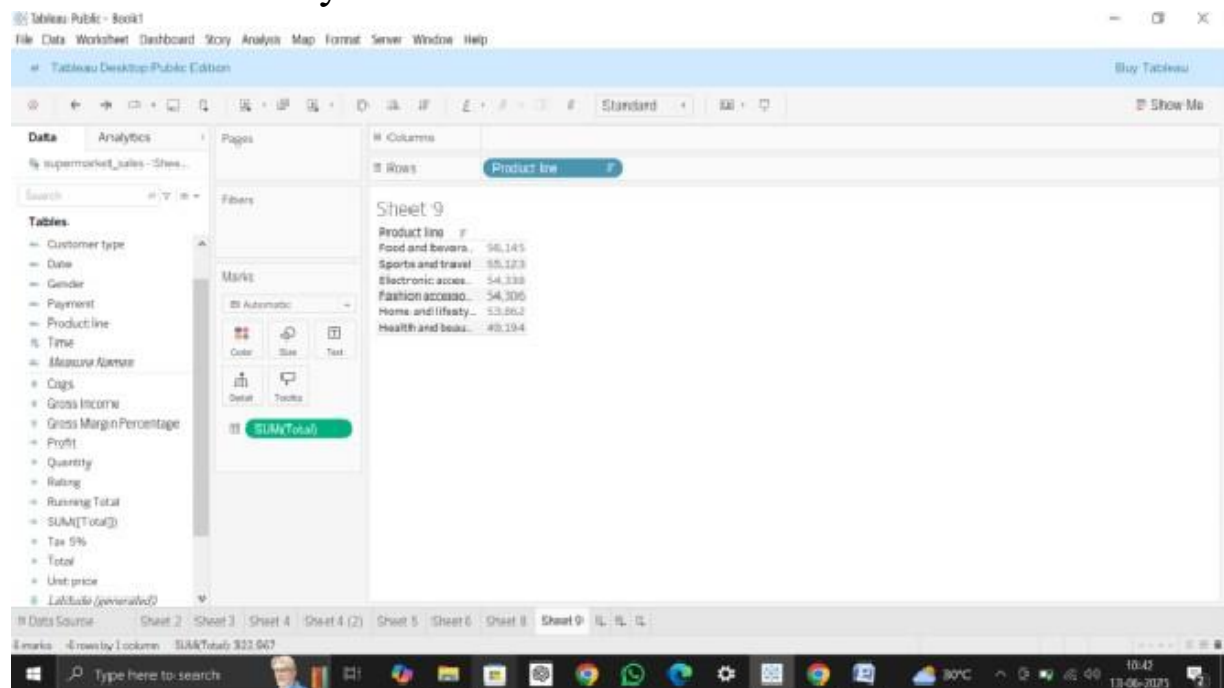 Tableau Public - Book1
File Data Worksheet Dashboard Story Analysis Map Format Server Window Help
Tableau Desktop Public Edition Buy Tableau
Standard Show Me
Data Analytics Pages Columns
supermarket_sales - Shee...
Rows Product line
Search Filters
Sheet 9
Tables
Product line
Customer type Food and bevera.. 56,145
Date Sports and travel 55,123
Gender Marks Electronic acces.. 54,338
Payment Automatic Fashion accesso.. 54,306
Product line Home and lifesty.. 53,862
Time Color Size Text Health and beau.. 49,194
Measure Names
Cogs Detail Tooltip
Gross Income
Gross Margin Percentage SUM(Total)
Profit
Quantity
Rating
Running Total
SUM([Total])
Tax 5%
Total
Unit price
Latitude (generated)
Data Source Sheet 2 Sheet 3 Sheet 4 Sheet 4 (2) Sheet 5 Sheet 6 Sheet 8 Sheet 9
6 marks 6 rows by 1 column SUM(Total): 322,967
Type here to search 30°C 10:42
13-06-2025